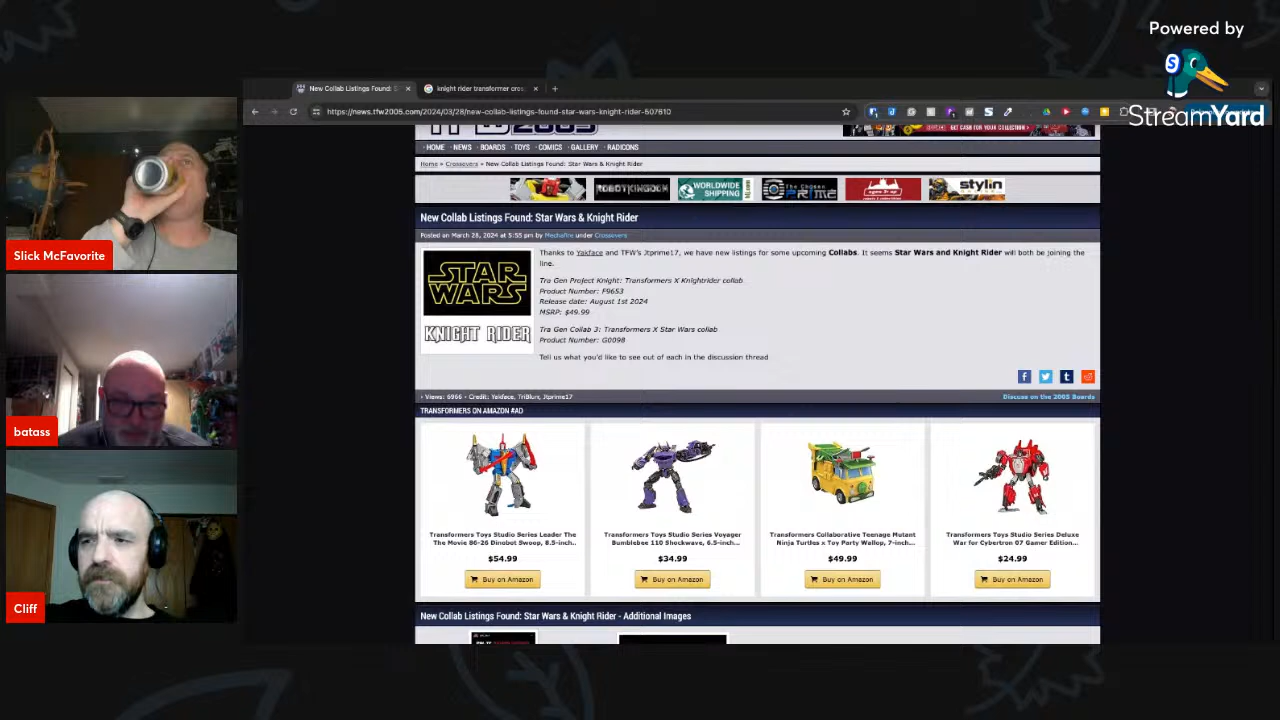 Powered by
StreamYard
New Collab Listings Found: S
knight rider transformer cros
https://news.tfw2005.com/2024/03/28/new-collab-listings-found-star-wars-knight-rider-507610
HOME · NEWS · BOARDS · TOYS · COMICS · GALLERY · RADICONS
Home » Crossovers » New Collab Listings Found: Star Wars & Knight Rider
ROBOTKINGDOM
WORLDWIDE SHIPPING
The Chosen PRIME
stylin
New Collab Listings Found: Star Wars & Knight Rider
Posted on March 28, 2024 at 5:55 pm by Mechafire under Crossovers
STAR WARS
KNIGHT RIDER
Thanks to Yakface and TFW's Jtprime17, we have new listings for some upcoming Collabs. It seems Star Wars and Knight Rider will both be joining the
line.
Tra Gen Project Knight: Transformers X Knightrider collab
Product Number: F9653
Release date: August 1st 2024
MSRP: $49.99
Tra Gen Collab 3: Transformers X Star Wars collab
Product Number: G0098
Tell us what you'd like to see out of each in the discussion thread
Views: 6966 · Credit: Yakface, TriBlurr, Jtprime17
Discuss on the 2005 Boards
TRANSFORMERS ON AMAZON #AD
Transformers Toys Studio Series Leader The
The Movie 86-26 Dinobot Swoop, 8.5-inch..
$54.99
Buy on Amazon
Transformers Toys Studio Series Voyager
Bumblebee 110 Shockwave, 6.5-inch...
$34.99
Buy on Amazon
Transformers Collaborative Teenage Mutant
Ninja Turtles x Toy Party Wallop, 7-inch...
$49.99
Buy on Amazon
Transformers Toys Studio Series Deluxe
War for Cybertron 07 Gamer Edition...
$24.99
Buy on Amazon
New Collab Listings Found: Star Wars & Knight Rider - Additional Images
Slick McFavorite
batass
Cliff